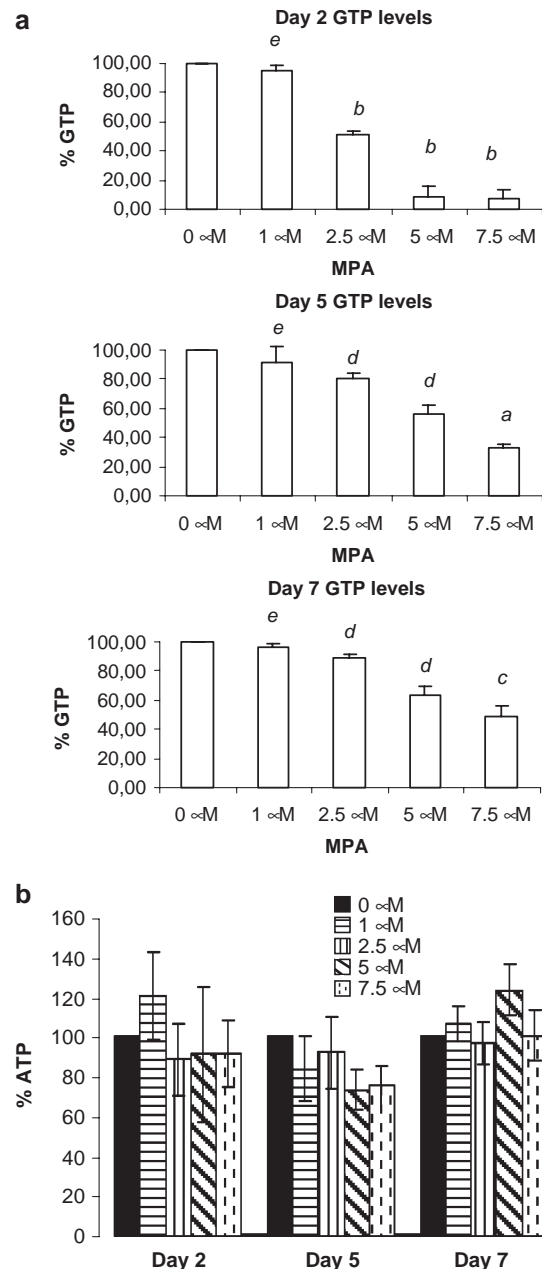 a
Day 2 GTP levels
% GTP
100,00
80,00
60,00
40,00
20,00
0,00
e
b
b
b
0 ∝M 1 ∝M 2.5 ∝M 5 ∝M 7.5 ∝M
MPA
Day 5 GTP levels
% GTP
100,00
80,00
60,00
40,00
20,00
0,00
e
d
d
a
0 ∝M 1 ∝M 2.5 ∝M 5 ∝M 7.5 ∝M
MPA
Day 7 GTP levels
% GTP
100,00
80,00
60,00
40,00
20,00
0,00
e
d
d
c
0 ∝M 1 ∝M 2.5 ∝M 5 ∝M 7.5 ∝M
MPA
b
% ATP
160
140
120
100
80
60
40
20
0
0 ∝M
1 ∝M
2.5 ∝M
5 ∝M
7.5 ∝M
Day 2 Day 5 Day 7